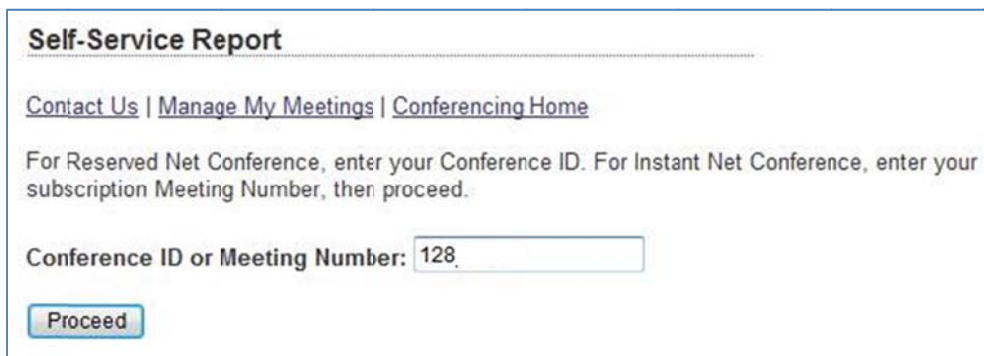 Self-Service Report
Contact Us | Manage My Meetings | Conferencing Home
For Reserved Net Conference, enter your Conference ID. For Instant Net Conference, enter your
subscription Meeting Number, then proceed.
Conference ID or Meeting Number: 128
Proceed